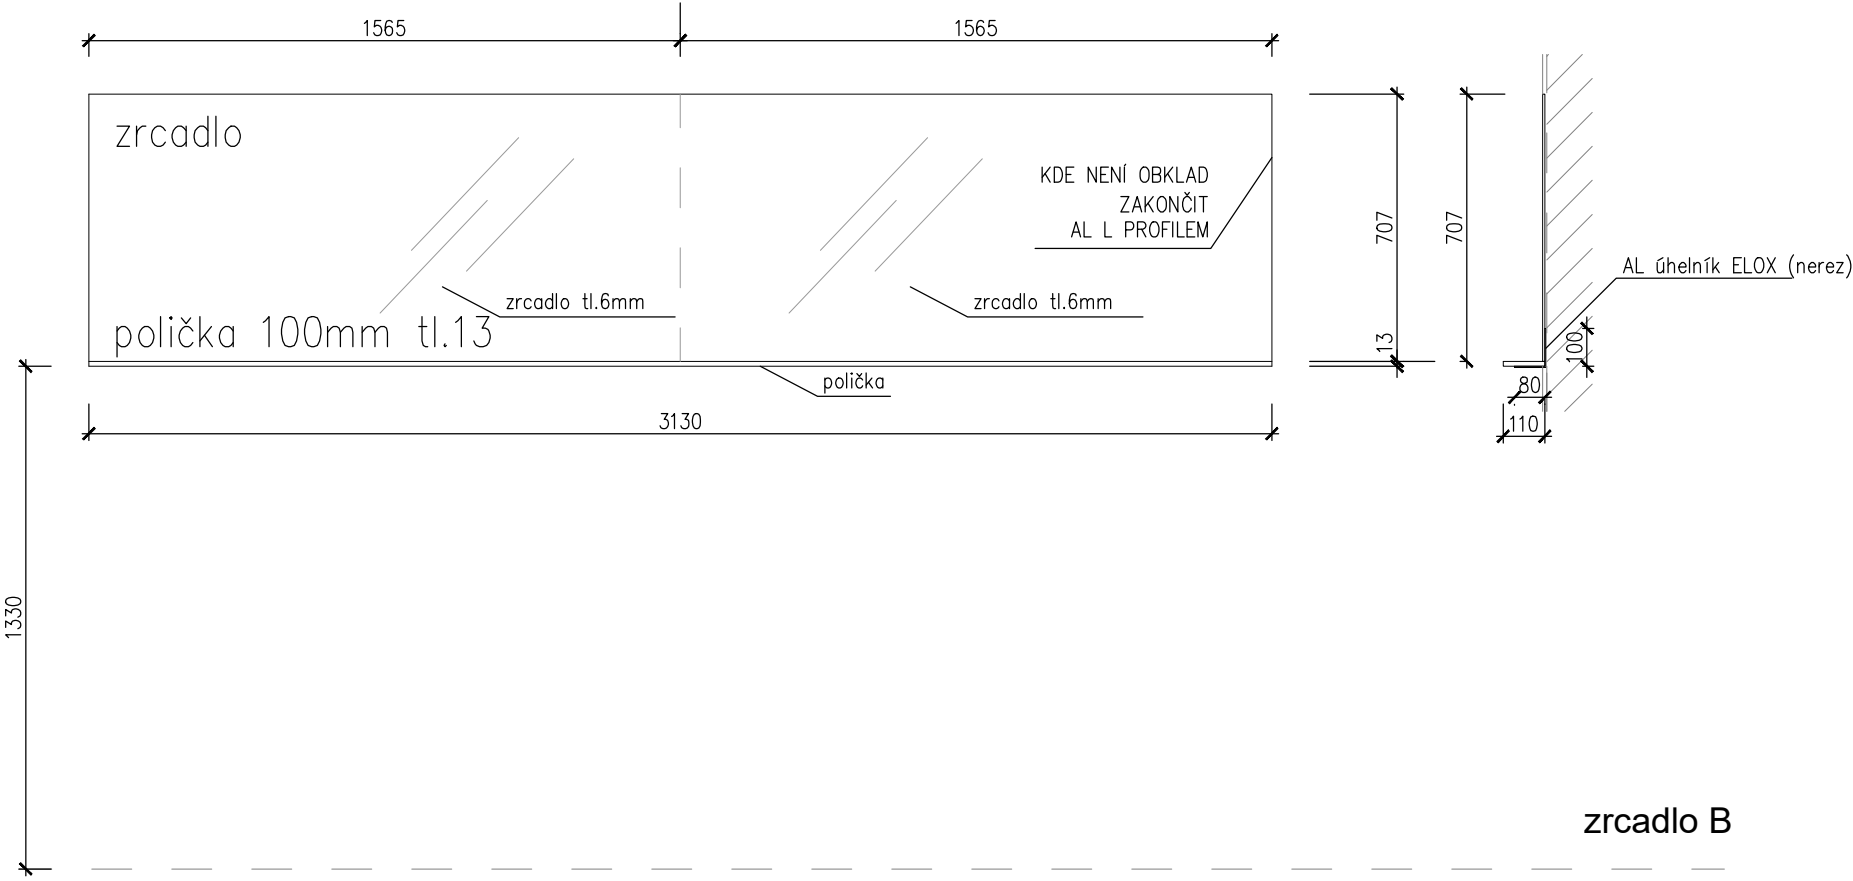 1565
1565
zrcadlo
KDE NENÍ OBKLAD
ZAKONČIT
AL L PROFILEM
707
707
AL úhelník ELOX (nerez)
zrcadlo tl.6mm
zrcadlo tl.6mm
polička 100mm tl.13
13
100
polička
80
3130
110
1330
zrcadlo B